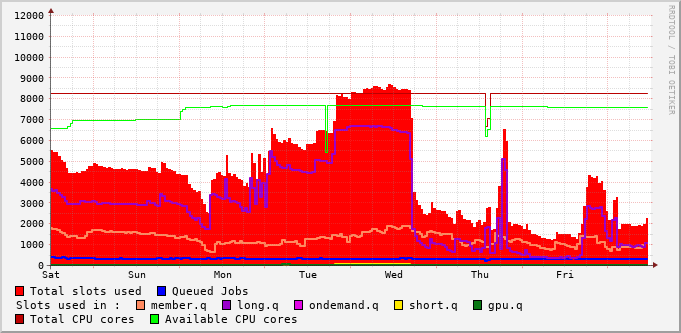 RRDTOOL / TOBI OETIKER
12000
11000
10000
9000
8000
7000
6000
5000
4000
3000
2000
1000
0
Sat Sun Mon Tue Wed Thu Fri
Total slots used Queued Jobs
Slots used in : member.q long.q ondemand.q short.q gpu.q
Total CPU cores Available CPU cores